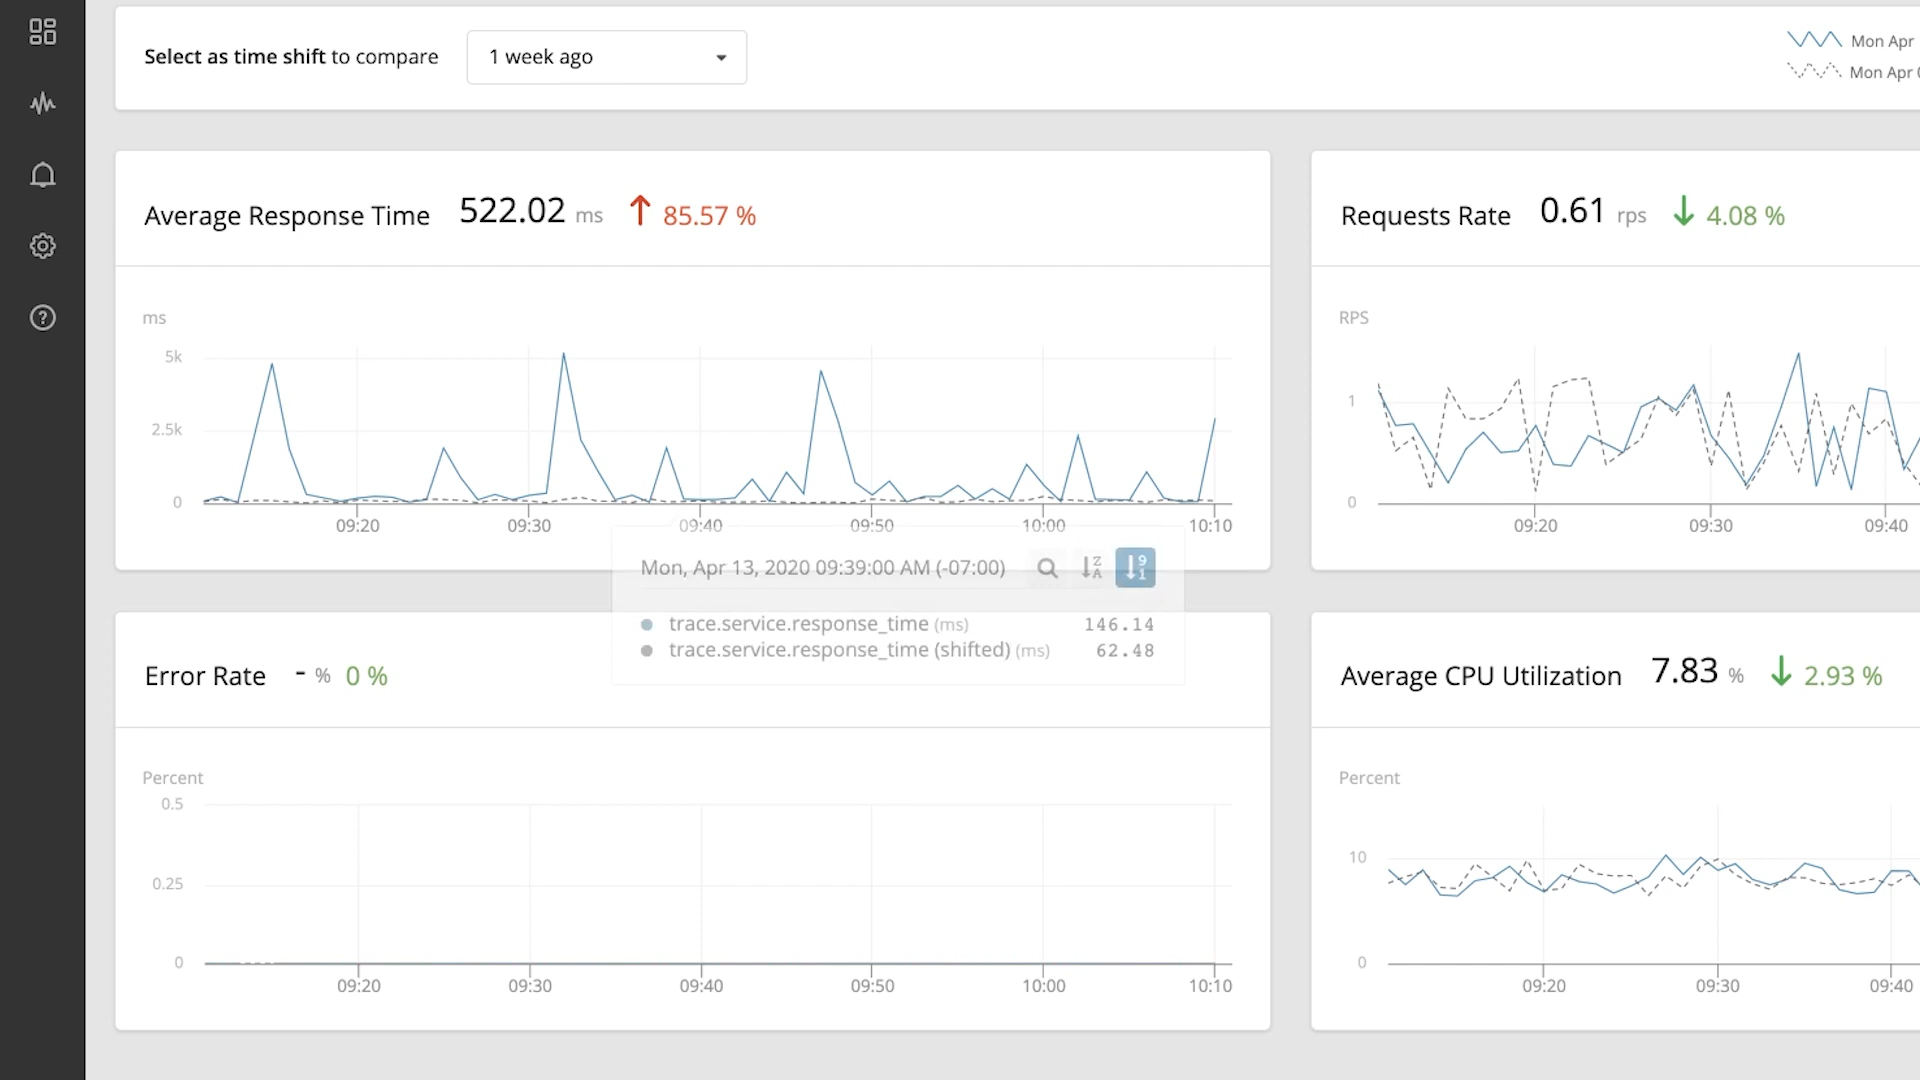 Select as time shift to compare
1 week ago
Mon Apr
Mon Apr 0
Average Response Time 522.02 ms 85.57 %
ms
5k
2.5k
0
09:20 09:30 09:40 09:50 10:00 10:10
Requests Rate 0.61 rps 4.08 %
RPS
1
0
09:20 09:30 09:40
Mon, Apr 13, 2020 09:39:00 AM (-07:00)
trace.service.response_time (ms) 146.14
trace.service.response_time (shifted) (ms) 62.48
Error Rate - % 0 %
Percent
0.5
0.25
0
09:20 09:30 09:40 09:50 10:00 10:10
Average CPU Utilization 7.83 % 2.93 %
Percent
10
0
09:20 09:30 09:40